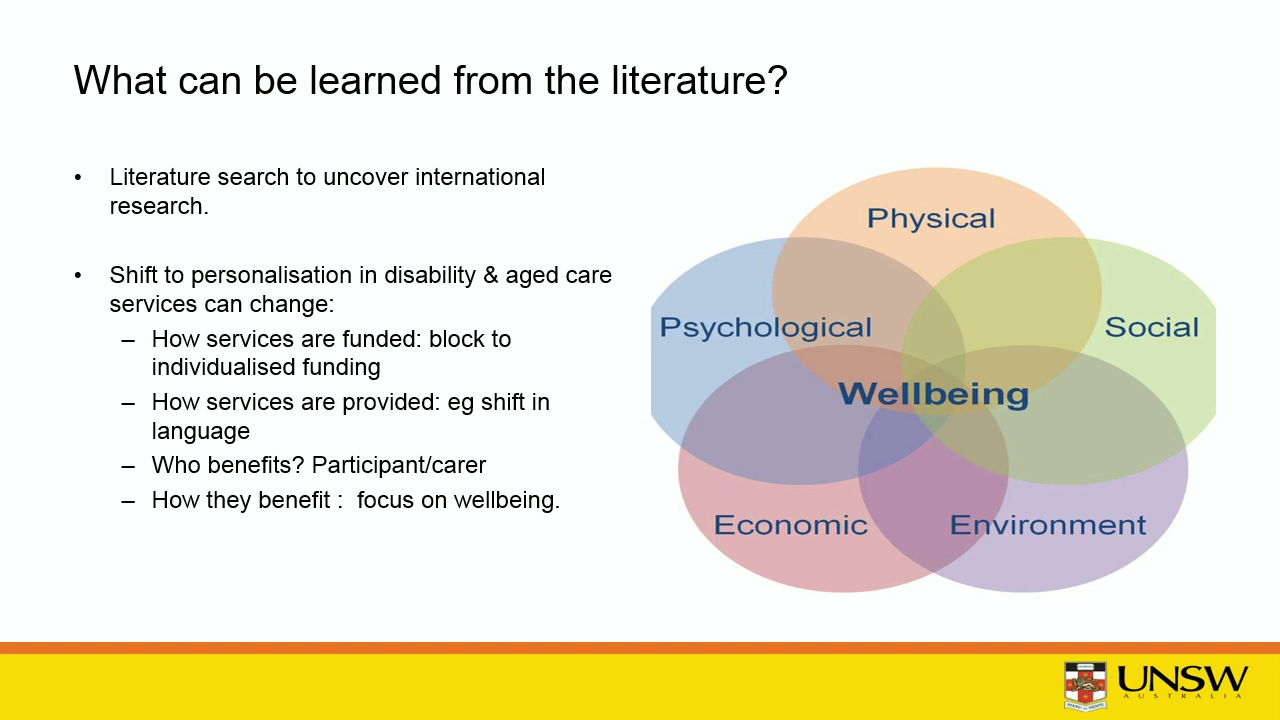 What can be learned from the literature?
• Literature search to uncover international
research.
• Shift to personalisation in disability & aged care
services can change:
– How services are funded: block to
individualised funding
– How services are provided: eg shift in
language
– Who benefits? Participant/carer
– How they benefit :  focus on wellbeing.
Physical
Psychological
Social
Wellbeing
Economic
Environment
UNSW
AUSTRALIA